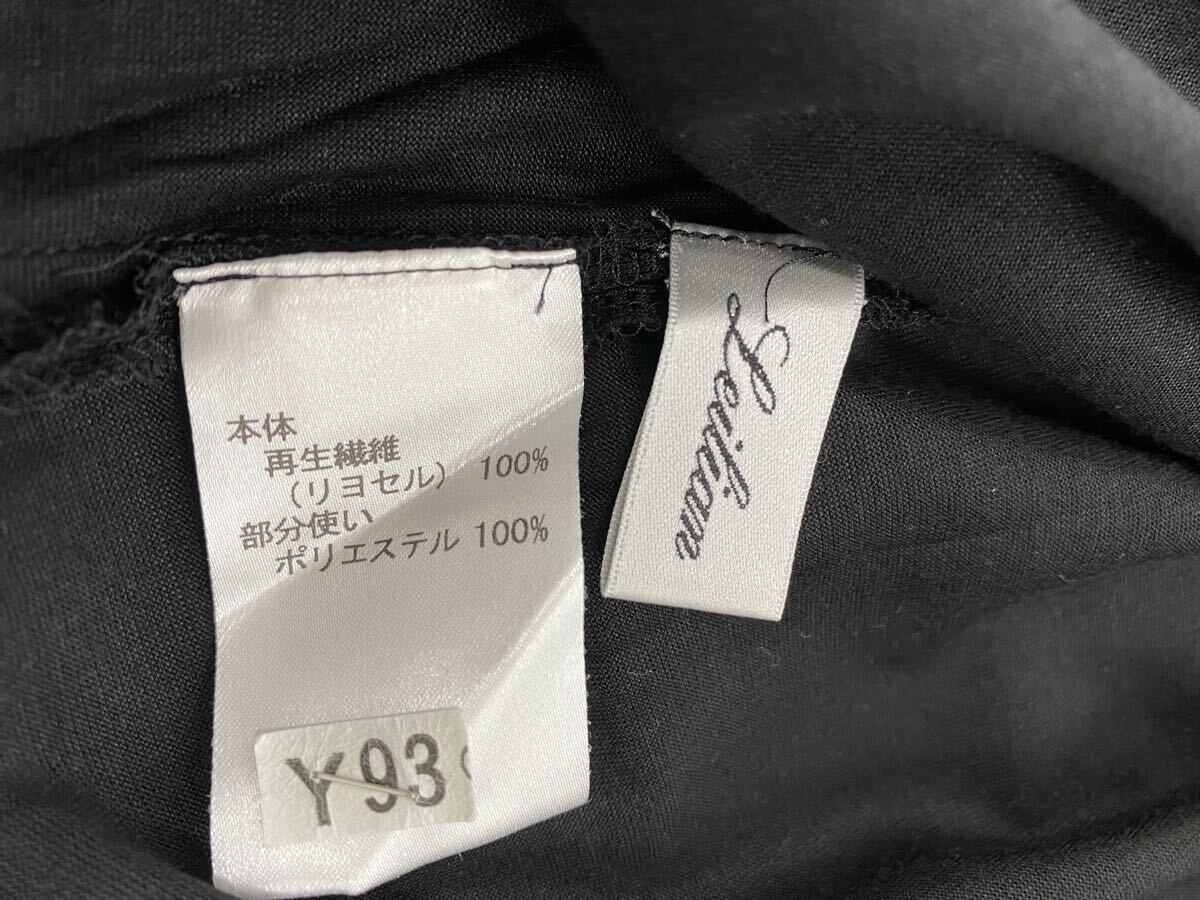 本体
再生繊維
(リヨセル) 100%
部分使い
ポリエステル 100%
Y93
Leilian